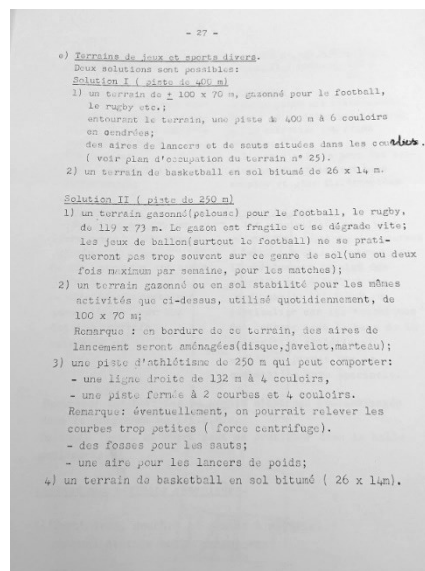 - 27 -
e) Terrains de jeux et sports divers.
Deux solutions sont possibles:
Solution I ( piste de 400 m)
1) un terrain de ± 100 x 70 m, gazonné pour le football,
le rugby etc.;
entourant le terrain, une piste de 400 m à 6 couloirs
en cendrées;
des aires de lancers et de sauts situées dans les courbes.
( voir plan d'occupation du terrain n° 25).
2) un terrain de basketball en sol bitumé de 26 x 14 m.
Solution II ( piste de 250 m)
1) un terrain gazonné(pelouse) pour le football, le rugby,
de 119 x 73 m. Le gazon est fragile et se dégrade vite;
les jeux de ballon(surtout le football) ne se prati-
queront pas trop souvent sur ce genre de sol(une ou deux
fois maximum par semaine, pour les matches);
2) un terrain gazonné ou en sol stabilité pour les mêmes
activités que ci-dessus, utilisé quotidiennement, de
100 x 70 m;
Remarque : en bordure de ce terrain, des aires de
lancement seront aménagées(disque,javelot,marteau);
3) une piste d'athlétisme de 250 m qui peut comporter:
- une ligne droite de 132 m à 4 couloirs,
- une piste fermée à 2 courbes et 4 couloirs.
Remarque: éventuellement, on pourrait relever les
courbes trop petites ( force centrifuge).
- des fosses pour les sauts;
- une aire pour les lancers de poids;
4) un terrain de basketball en sol bitumé ( 26 x 14m).